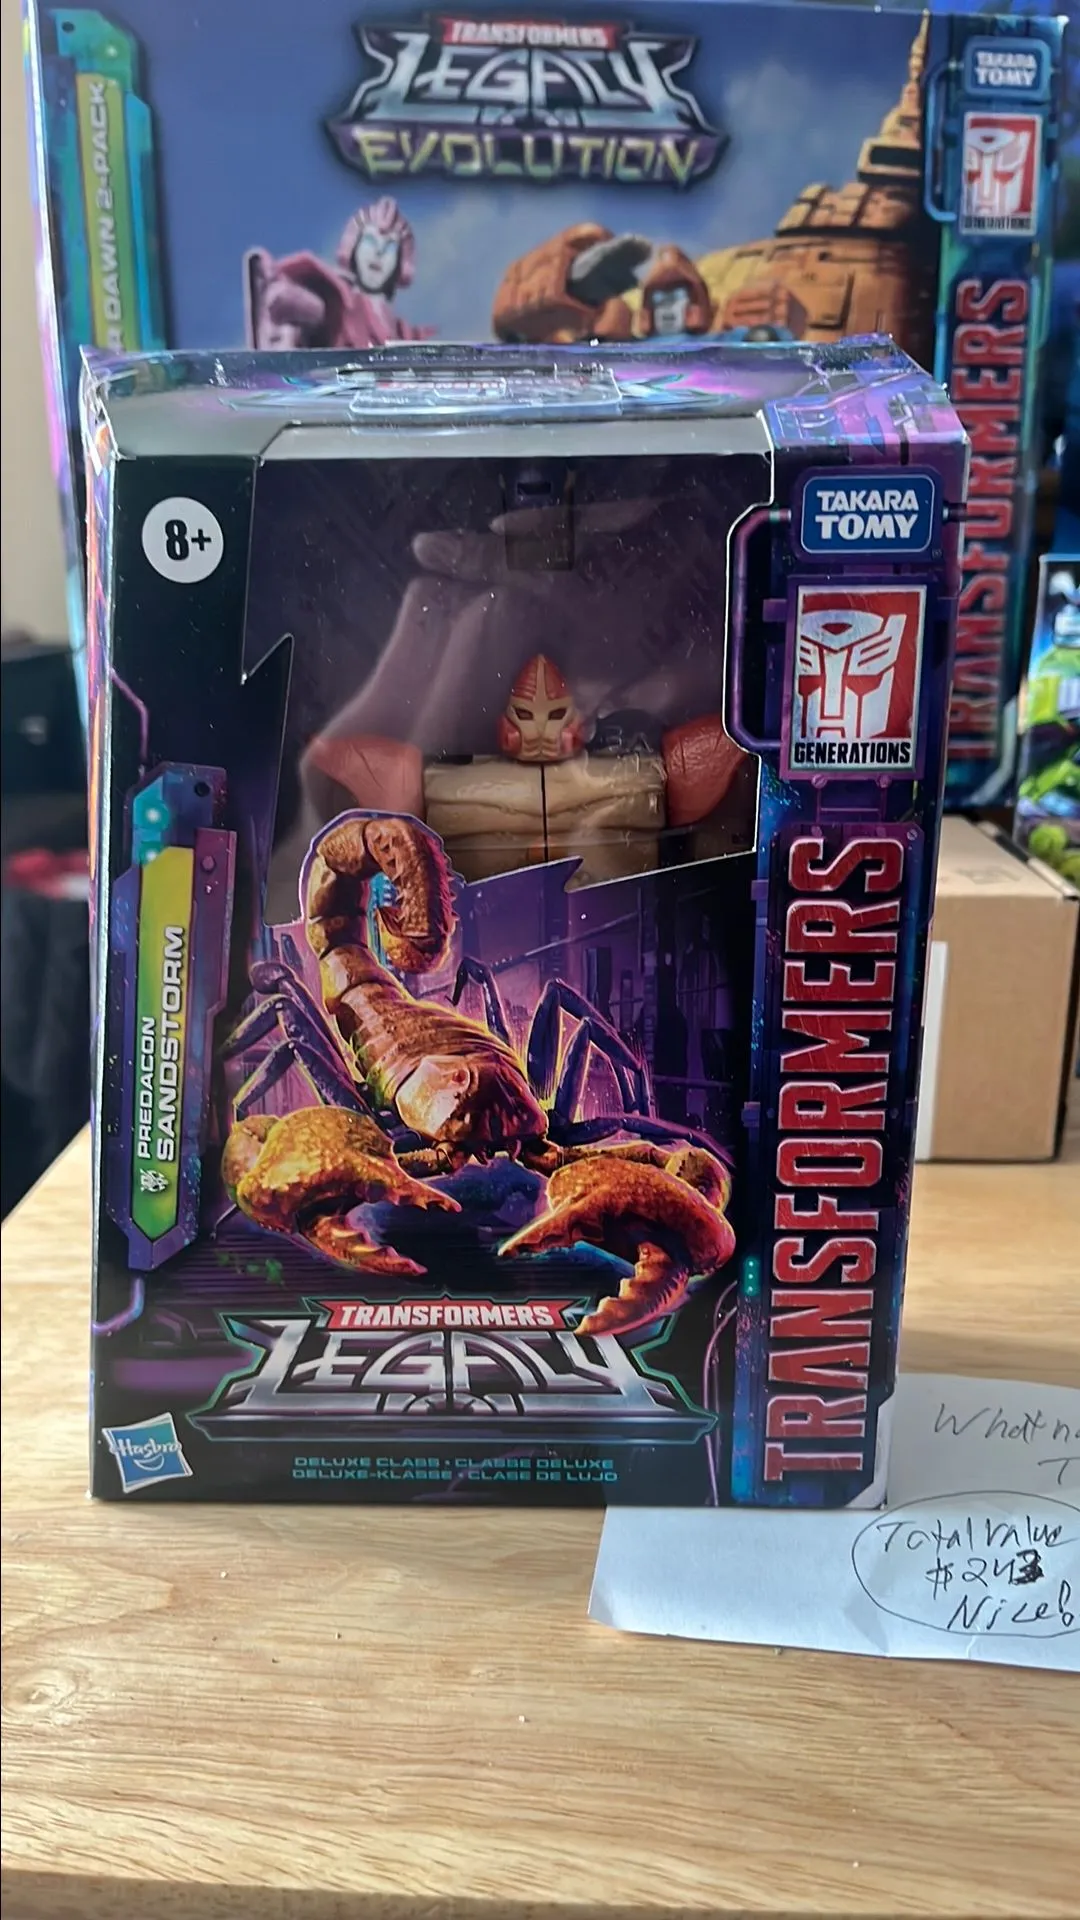 TRANSFORMERS
LEGACY
EVOLUTION
TAKARA
TOMY
GENERATIONS
TRANSFORMERS
DAWN 2-PACK
8+
TAKARA
TOMY
GENERATIONS
TRANSFORMERS
PREDACON
SANDSTORM
TRANSFORMERS
LEGACY
Hasbro
DELUXE CLASS • CLASSE DELUXE
DELUXE-KLASSE • CLASE DE LUJO
Total Value
Nice!